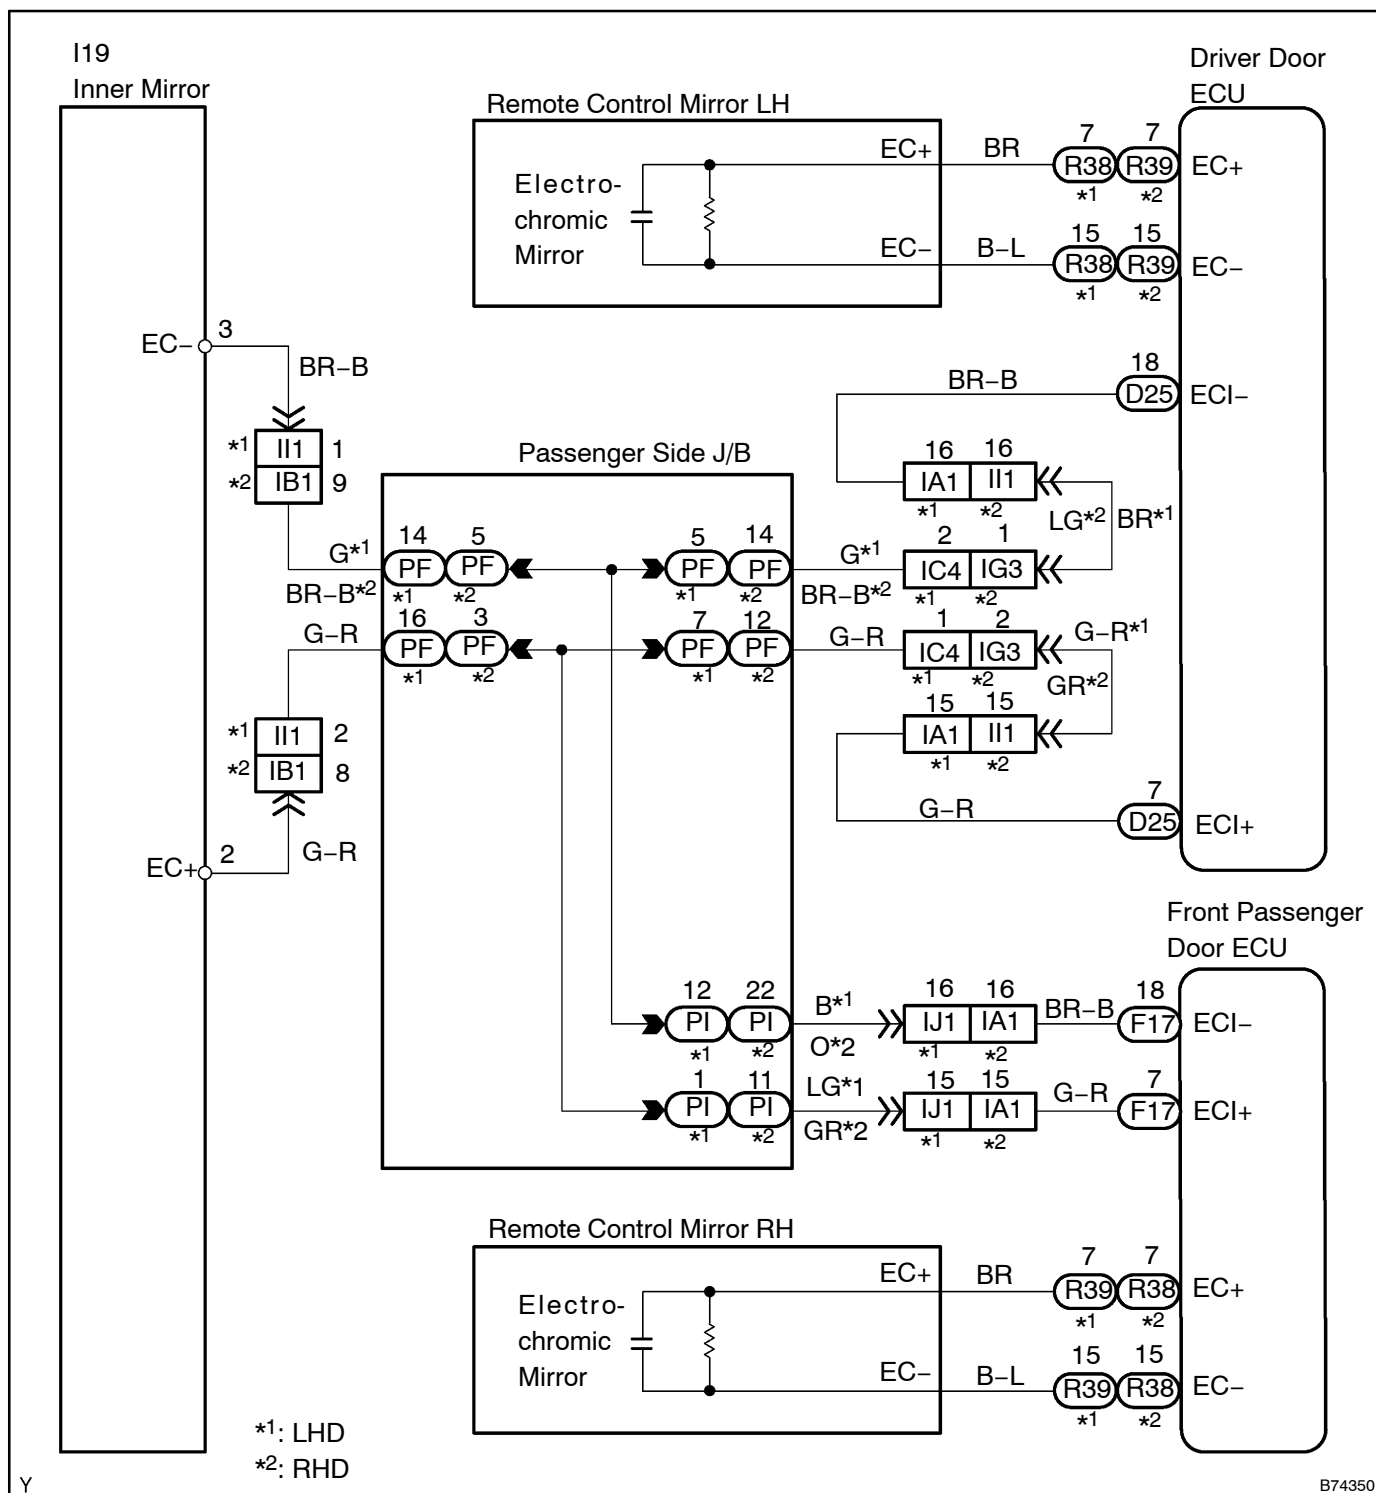 I19
Inner Mirror
EC−
3
BR−B
*1 II1 1
*2 IB1 9
G*1
BR−B*2
G−R
*1 II1 2
*2 IB1 8
EC+
2
G−R
Remote Control Mirror LH
Electro-
chromic
Mirror
EC+
BR
EC−
B−L
Driver Door
ECU
7 7
R38 R39 EC+
*1 *2
15 15
R38 R39 EC−
*1 *2
18
BR−B
D25 ECI−
16 16
IA1 II1
*1 *2
LG*2 BR*1
Passenger Side J/B
14 5 5 14
PF PF PF PF
*1 *2 *1 *2
G*1
BR−B*2
2 1
IC4 IG3
*1 *2
16 3 7 12
PF PF PF PF
*1 *2 *1 *2
G−R
1 2
IC4 IG3
*1 *2
G−R*1
GR*2
15 15
IA1 II1
*1 *2
7
G−R
D25 ECI+
Front Passenger
Door ECU
12 22
PI PI
*1 *2
B*1
O*2
16 16
IJ1 IA1
*1 *2
BR−B
18
F17 ECI−
1 11
PI PI
*1 *2
LG*1
GR*2
15 15
IJ1 IA1
*1 *2
G−R
7
F17 ECI+
Remote Control Mirror RH
Electro-
chromic
Mirror
EC+
BR
7 7
R39 R38 EC+
*1 *2
EC−
B−L
15 15
R39 R38 EC−
*1 *2
*1: LHD
*2: RHD
Y
B74350